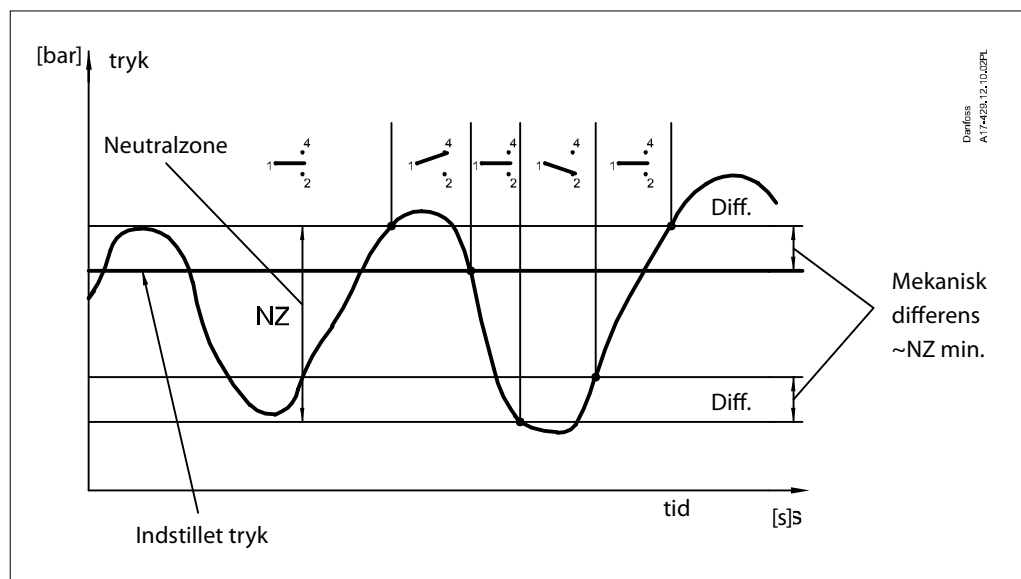 [bar]
tryk
Danfoss
A17-429.12.10.02PL
Neutralzone
4
1
2
4
1
2
4
1
2
4
1
2
4
1
2
Diff.
NZ
Mekanisk
differens
~NZ min.
Diff.
tid
[s]s
Indstillet tryk